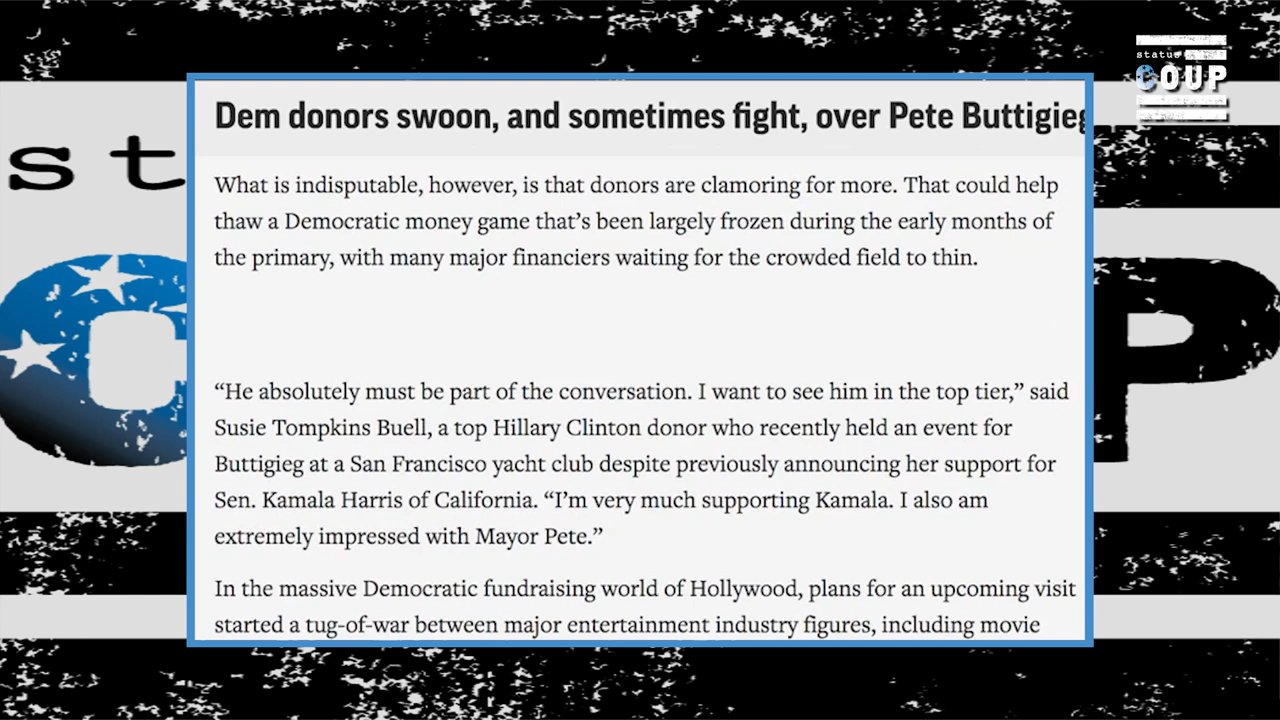 status
COUP
Dem donors swoon, and sometimes fight, over Pete Buttigieg
st
What is indisputable, however, is that donors are clamoring for more. That could help
thaw a Democratic money game that’s been largely frozen during the early months of
the primary, with many major financiers waiting for the crowded field to thin.
C P
“He absolutely must be part of the conversation. I want to see him in the top tier,” said
Susie Tompkins Buell, a top Hillary Clinton donor who recently held an event for
Buttigieg at a San Francisco yacht club despite previously announcing her support for
Sen. Kamala Harris of California. “I’m very much supporting Kamala. I also am
extremely impressed with Mayor Pete.”
In the massive Democratic fundraising world of Hollywood, plans for an upcoming visit
started a tug-of-war between major entertainment industry figures, including movie